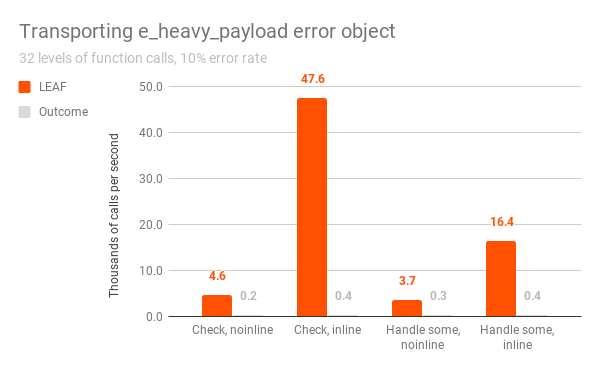 Transporting e_heavy_payload error object
32 levels of function calls, 10% error rate
LEAF
Outcome
Thousands of calls per second
50.0
40.0
30.0
20.0
10.0
0.0
4.6
0.2
47.6
0.4
3.7
0.3
16.4
0.4
Check, noinline
Check, inline
Handle some,
noinline
Handle some,
inline